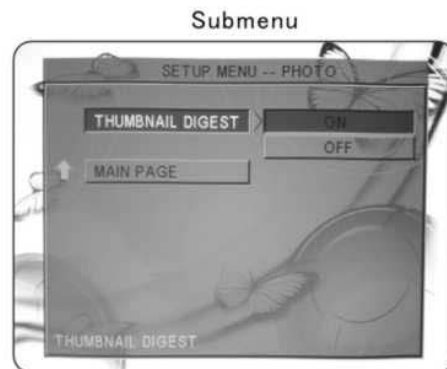 Submenu
SETUP MENU -- PHOTO
THUMBNAIL DIGEST
ON
OFF
MAIN PAGE
THUMBNAIL DIGEST